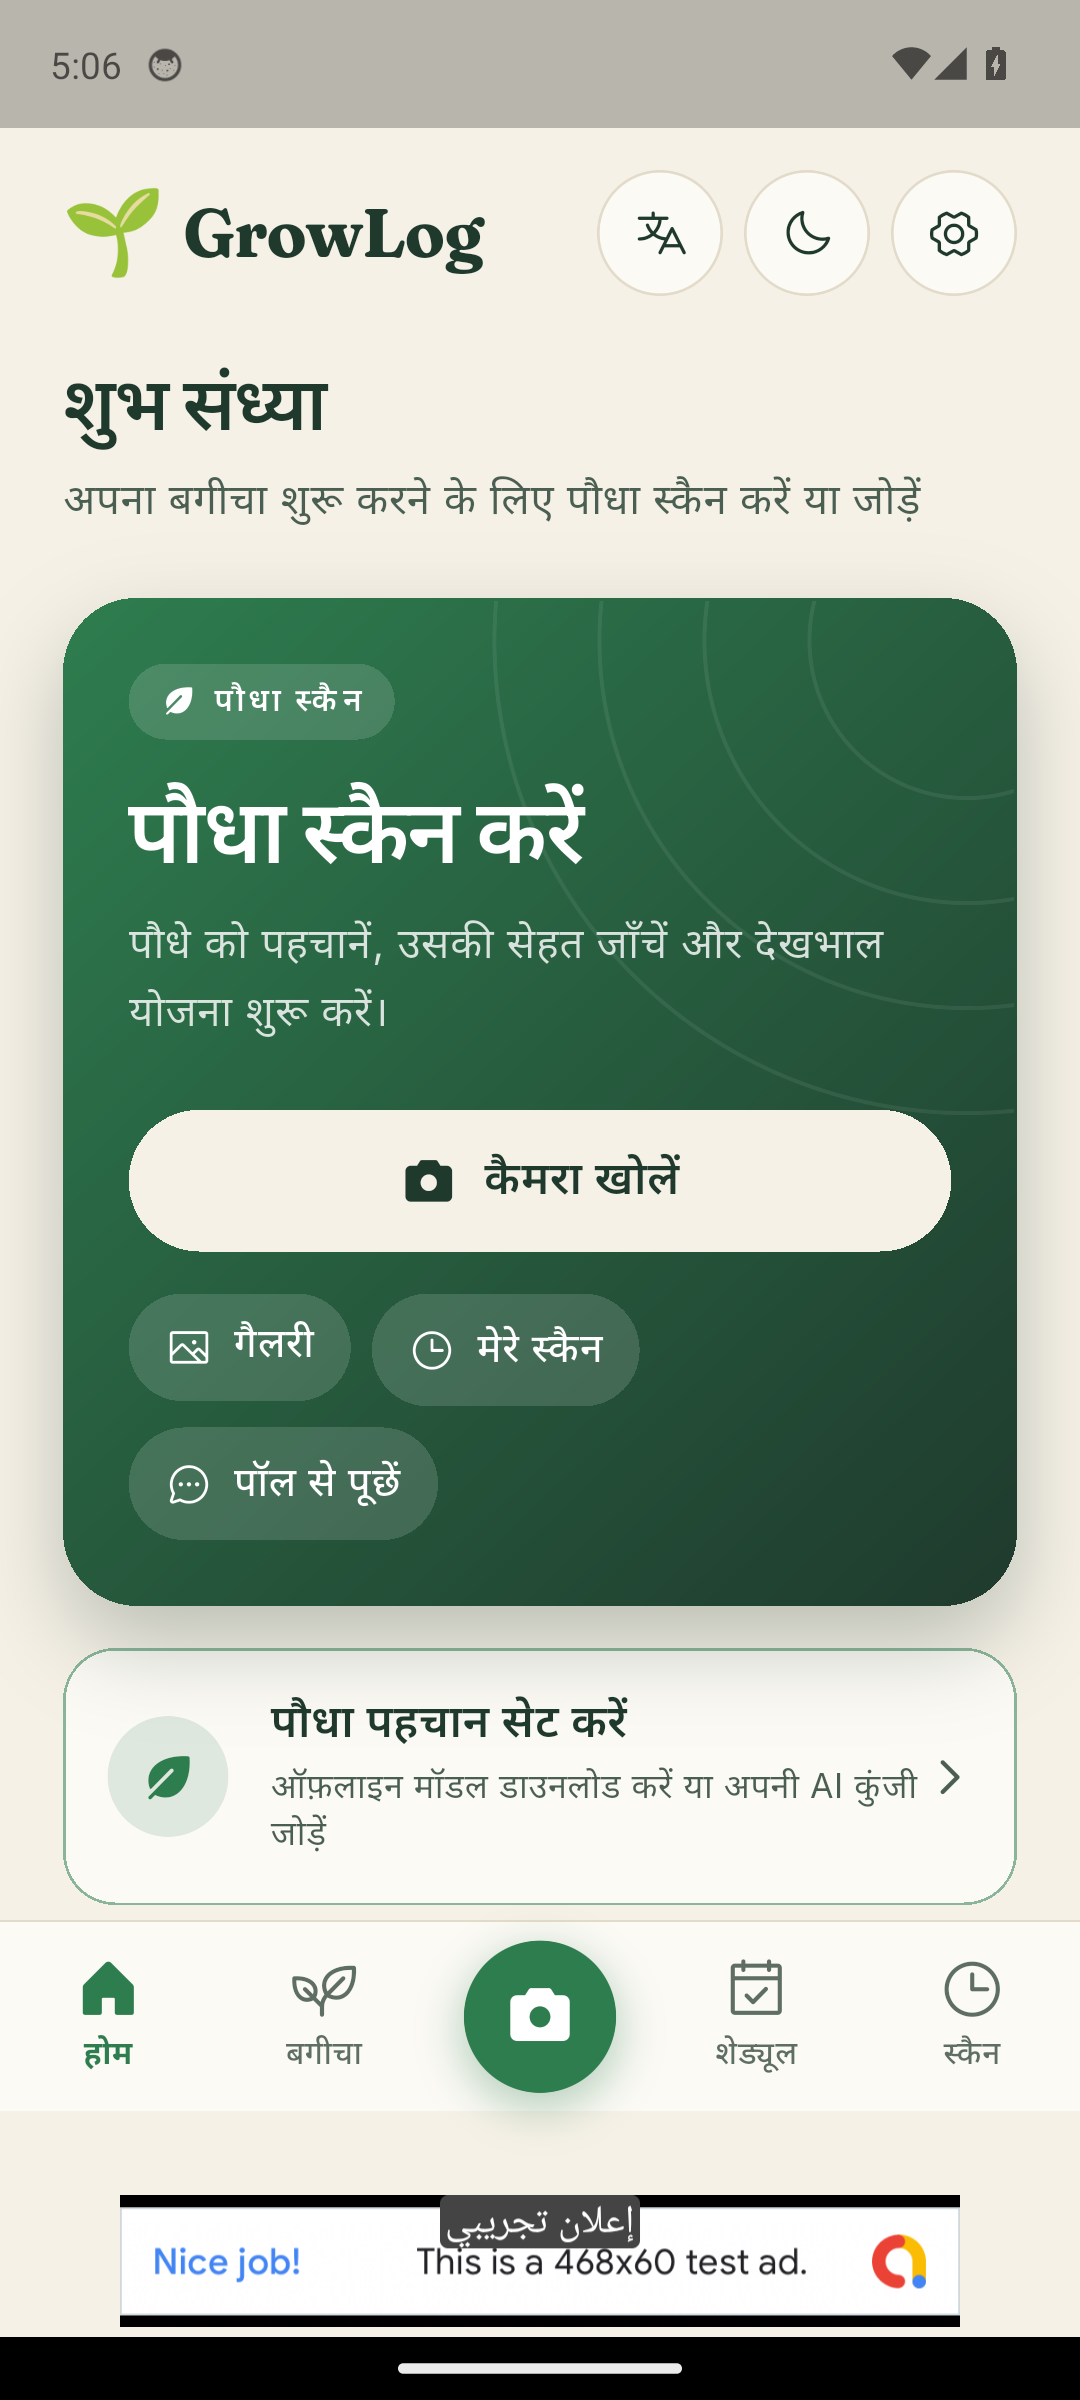 5:06
GrowLog
शुभ संध्या
अपना बगीचा शुरू करने के लिए पौधा स्कैन करें या जोड़ें
पौधा स्कैन
पौधा स्कैन करें
पौधे को पहचानें, उसकी सेहत जाँचें और देखभाल
योजना शुरू करें।
कैमरा खोलें
गैलरी
मेरे स्कैन
पॉल से पूछें
पौधा पहचान सेट करें
ऑफ़लाइन मॉडल डाउनलोड करें या अपनी AI कुंजी
जोड़ें
होम
बगीचा
शेड्यूल
स्कैन
إعلان تجريبي
Nice job!
This is a 468x60 test ad.